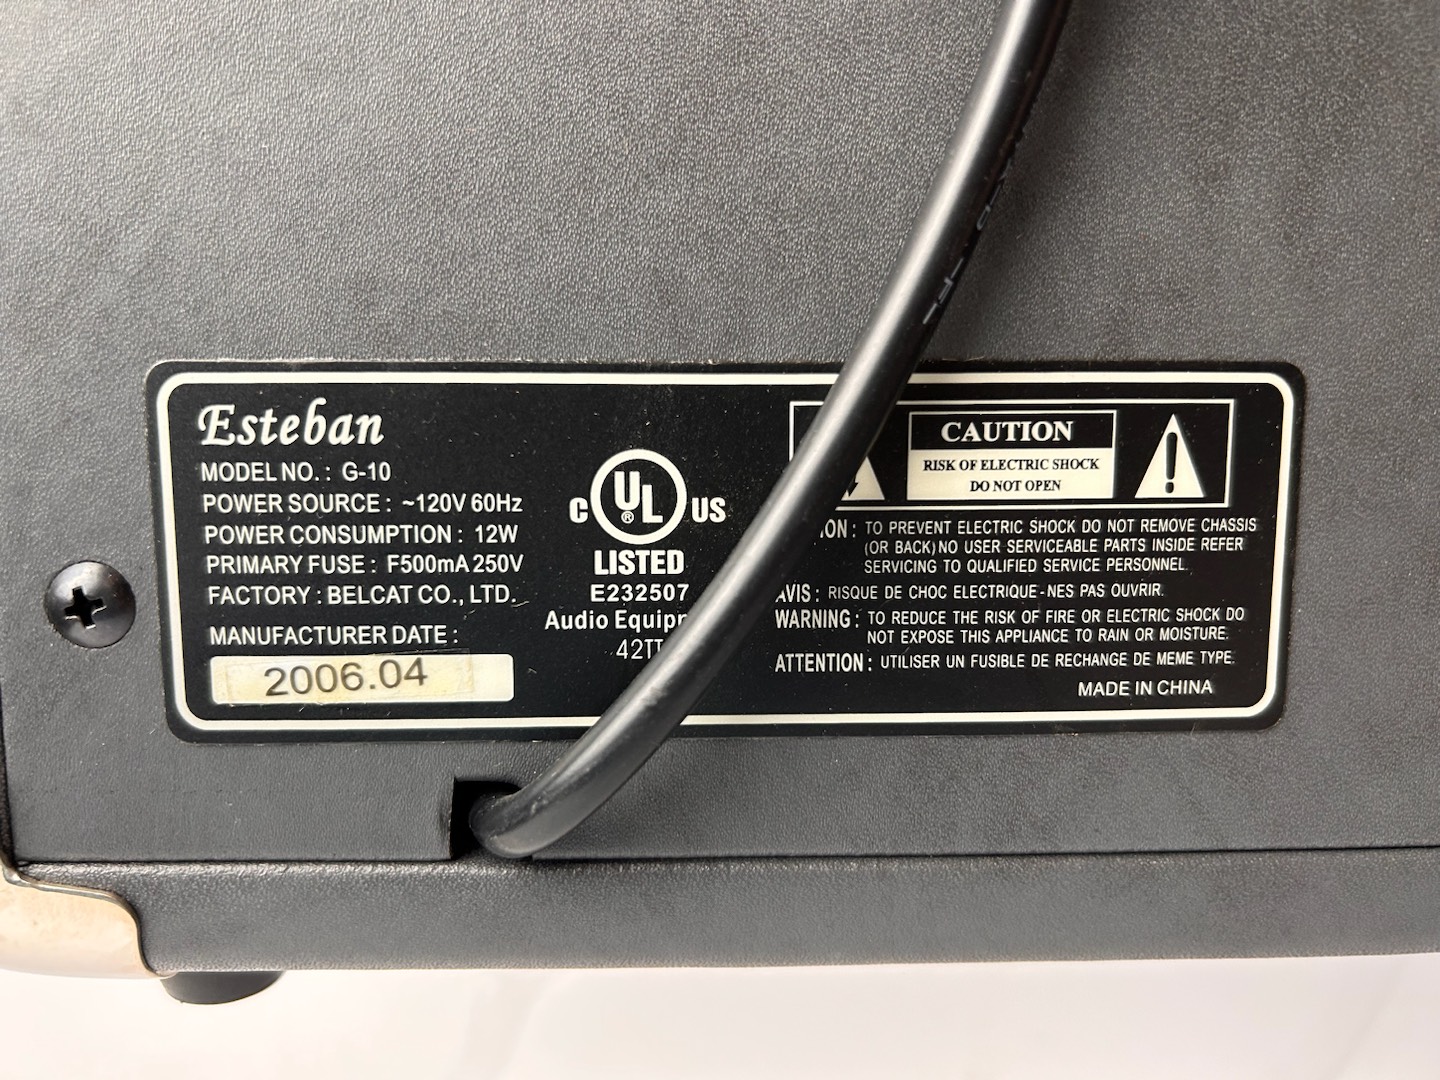 Esteban
MODEL NO. : G-10
POWER SOURCE : ~120V 60Hz
POWER CONSUMPTION : 12W
PRIMARY FUSE : F500mA 250V
FACTORY : BELCAT CO., LTD.
MANUFACTURER DATE :
2006.04
C UL ® US
LISTED
E232507
Audio
CAUTION
RISK OF ELECTRIC SHOCK
DO NOT OPEN
TO PREVENT ELECTRIC SHOCK DO NOT REMOVE CHASSIS
(OR BACK) NO USER SERVICEABLE PARTS INSIDE REFER
SERVICING TO QUALIFIED SERVICE PERSONNEL.
AVIS : RISQUE DE CHOC ELECTRIQUE-NES PAS OUVRIR.
WARNING : TO REDUCE THE RISK OF FIRE OR ELECTRIC SHOCK DO
NOT EXPOSE THIS APPLIANCE TO RAIN OR MOISTURE.
ATTENTION : UTILISER UN FUSIBLE DE RECHANGE DE MEME TYPE.
MADE IN CHINA